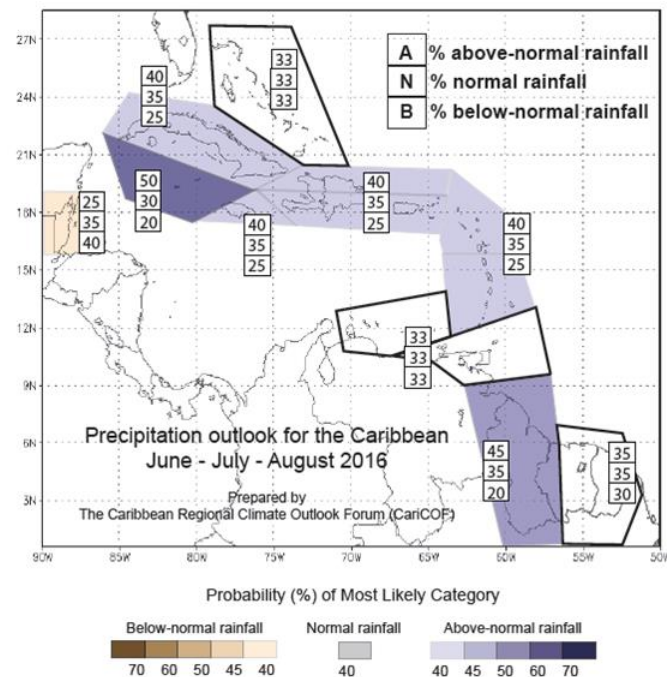 27N
24N
21N
18N
15N
12N
9N
6N
3N
90W 85W 80W 75W 70W 65W 60W 55W 50W
A % above-normal rainfall
N % normal rainfall
B % below-normal rainfall
33
33
33
40
35
25
50
30
20
25
35
40
40
35
25
40
35
25
40
35
25
33
33
33
45
35
20
35
35
30
Precipitation outlook for the Caribbean
June - July - August 2016
Prepared by
The Caribbean Regional Climate Outlook Forum (CariCOF)
Probability (%) of Most Likely Category
Below-normal rainfall Normal rainfall Above-normal rainfall
70 60 50 45 40 40 40 45 50 60 70